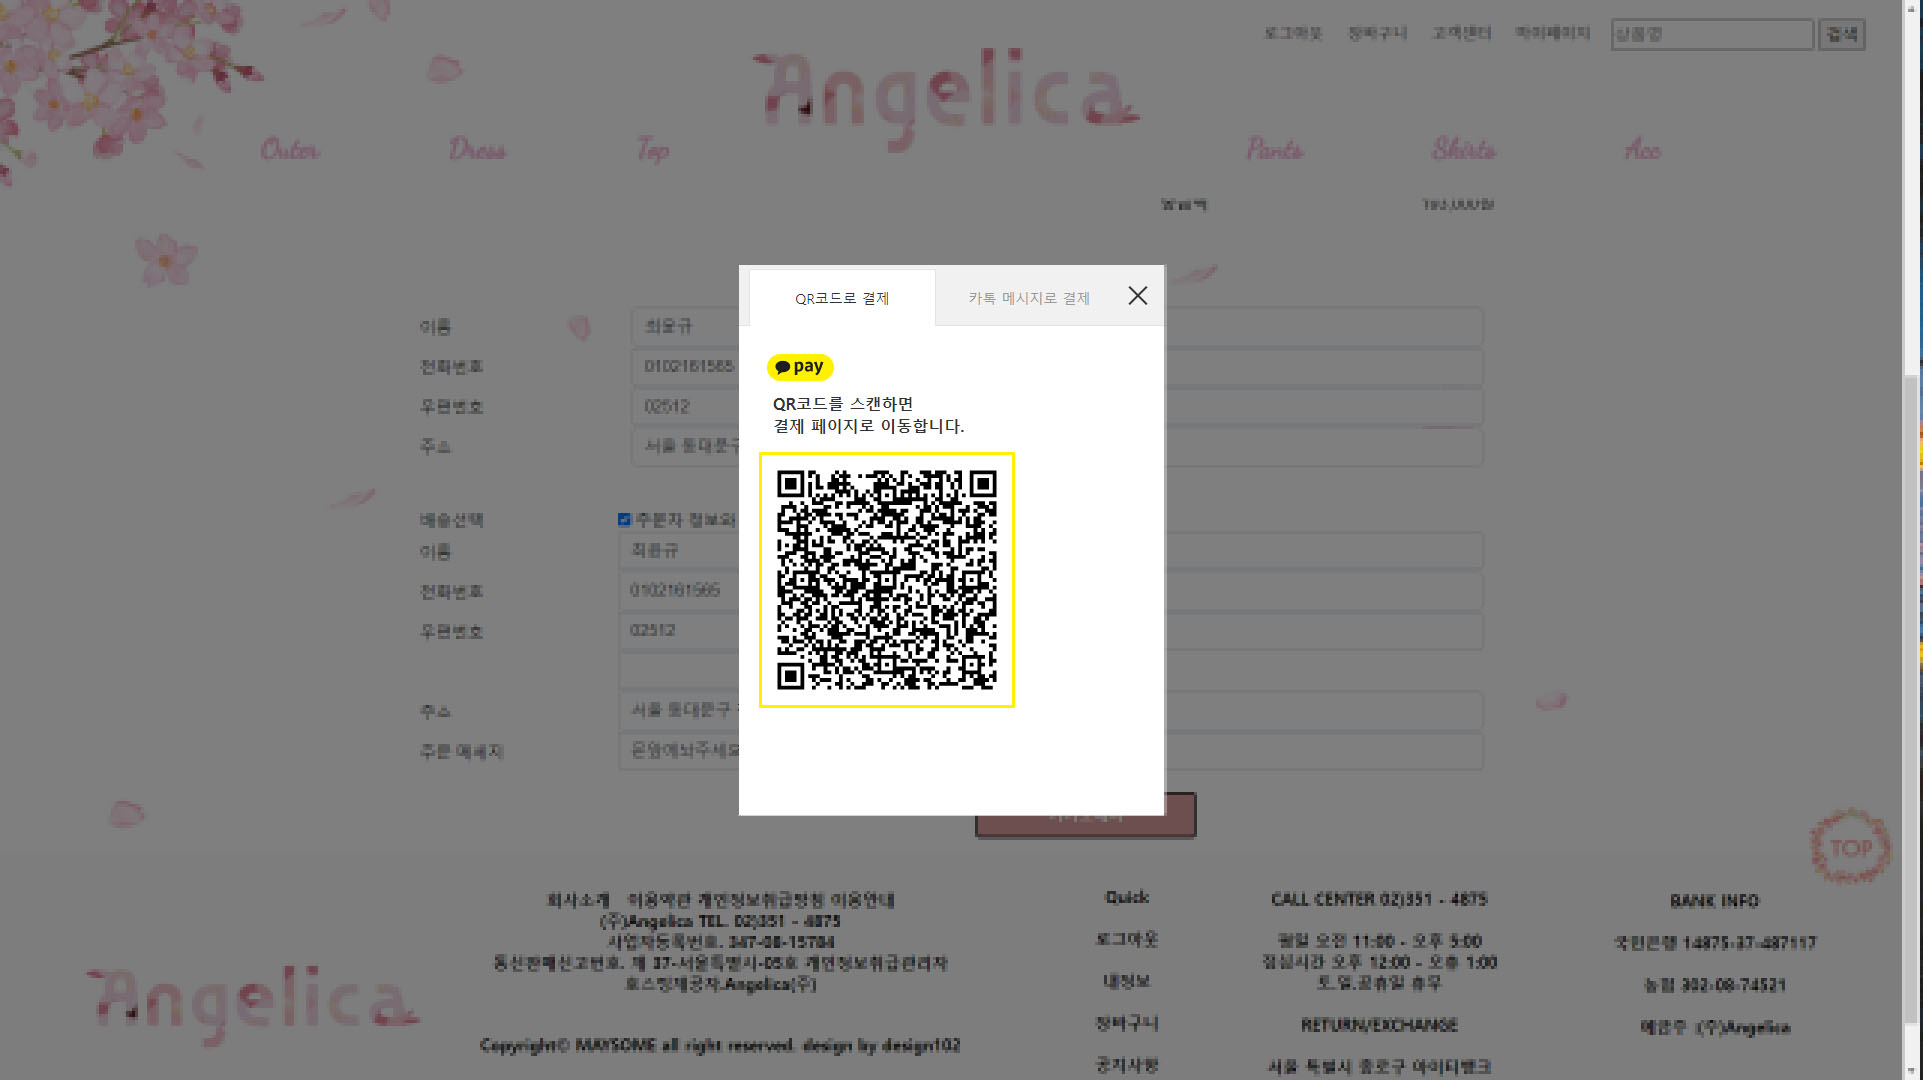 로그아웃 장바구니 고객센터 마이페이지 상품명 검색
Angelica
Outer Dress Top Pants Skirts Acc
QR코드로 결제 카톡 메시지로 결제
pay
QR코드를 스캔하면
결제 페이지로 이동합니다.
이름 최윤규
전화번호 0102161565
우편번호 02512
주소 서울 동대문구
배송선택 주문자 정보와
이름 최윤규
전화번호 0102161565
우편번호 02512
주소 서울 동대문구
주문 메세지
TOP
회사소개 이용약관 개인정보취급방침 이용안내
(주)Angelica TEL. 02)351 - 4875
사업자등록번호. 347-08-15784
통신판매신고번호. 제 37-서울특별시-05호 개인정보취급관리자
호스팅제공자.Angelica(주)
Copyright© MAYSOME all right reserved. design by design102
Angelica
Quick
로그아웃
내정보
장바구니
공지사항
CALL CENTER 02)351 - 4875
평일 오전 11:00 - 오후 5:00
점심시간 오후 12:00 - 오후 1:00
토.일.공휴일 휴무
RETURN/EXCHANGE
서울 특별시 종로구 아이티뱅크
BANK INFO
국민은행 14875-37-487117
농협 302-08-74521
예금주 :(주)Angelica